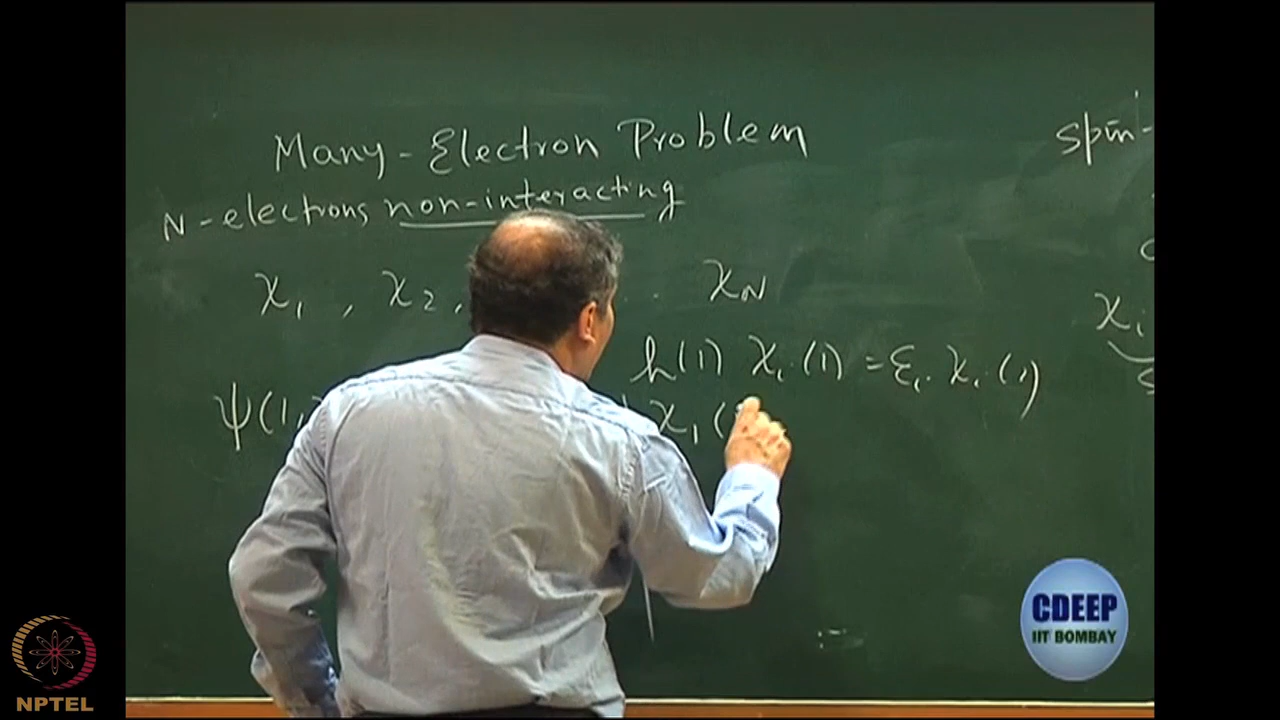 Many-Electron Problem
N-electrons non-interacting
χ₁ , χ₂ , . . χN
h(1) χᵢ(1) = εᵢ χᵢ(1)
ψ(1, χ₁(
spin-
χᵢ
CDEEP
IIT BOMBAY
NPTEL